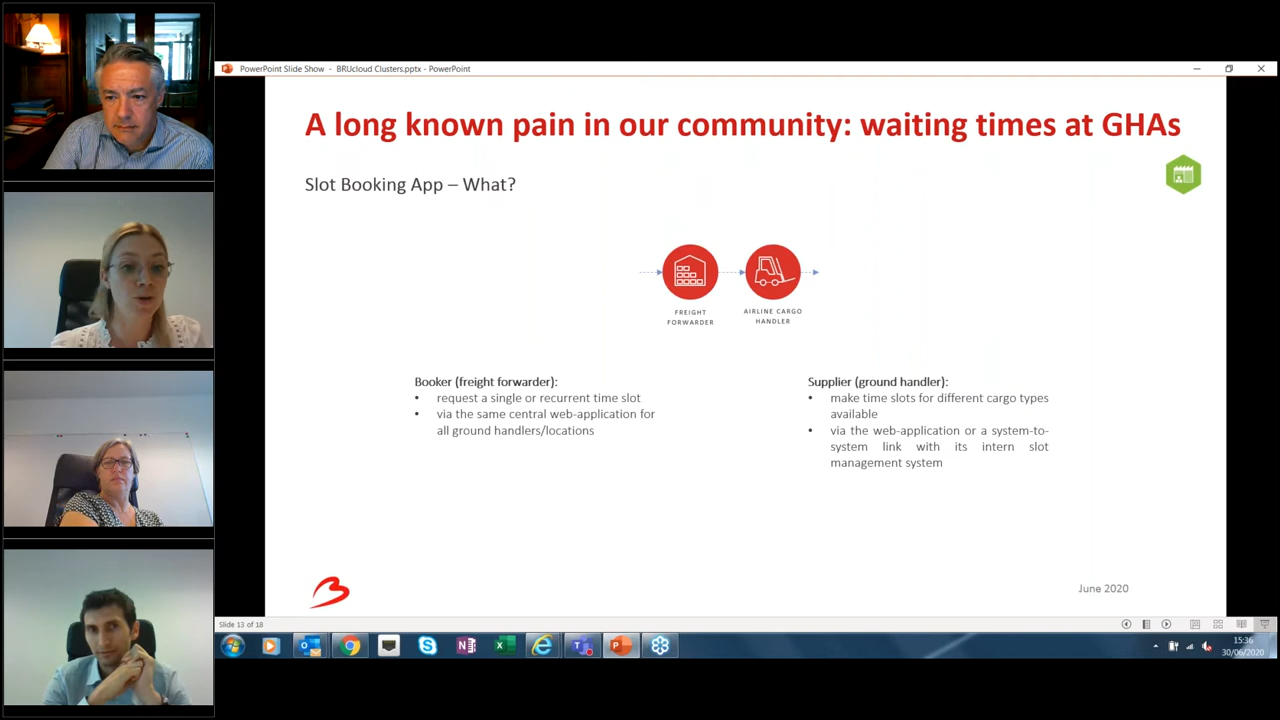 PowerPoint Slide Show - BRUcloud Clusters.pptx - PowerPoint
A long known pain in our community: waiting times at GHAs
Slot Booking App – What?
FREIGHT
FORWARDER
AIRLINE CARGO
HANDLER
Booker (freight forwarder):
• request a single or recurrent time slot
• via the same central web-application for
all ground handlers/locations
Supplier (ground handler):
• make time slots for different cargo types
available
• via the web-application or a system-to-
system link with its intern slot
management system
June 2020
Slide 13 of 18
15:36
30/06/2020